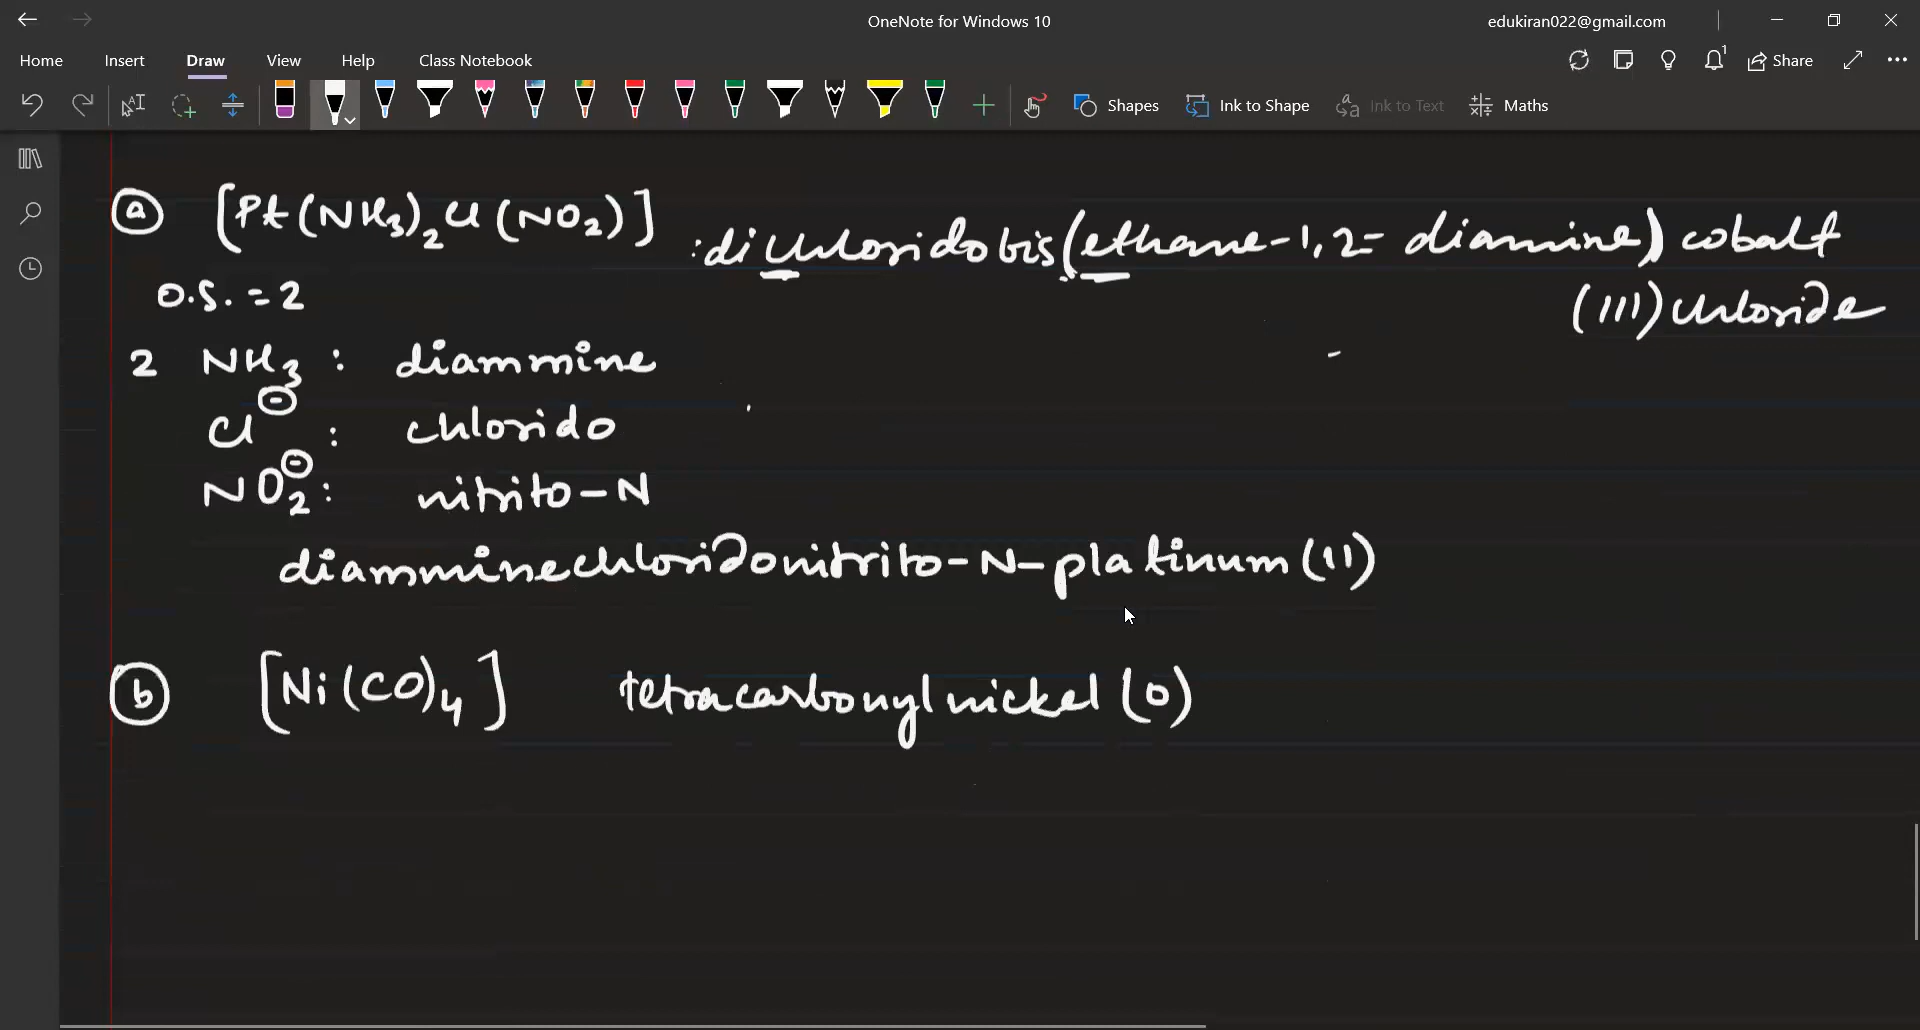 OneNote for Windows 10
edukiran022@gmail.com
Home Insert Draw View Help Class Notebook
1
Share
Shapes Ink to Shape Ink to Text Maths
(a) [Pt(NH₃)₂Cl(NO₂)] : dichloridobis(ethane-1,2= diamine) cobalt
(III) chloride
O.S. = 2
2 NH₃ : diammine
Cl⊖ : chlorido
NO₂⊖ : nitrito-N
diamminechloridonitrito-N-platinum(II)
(b) [Ni(CO)₄] tetracarbonylnickel(0)